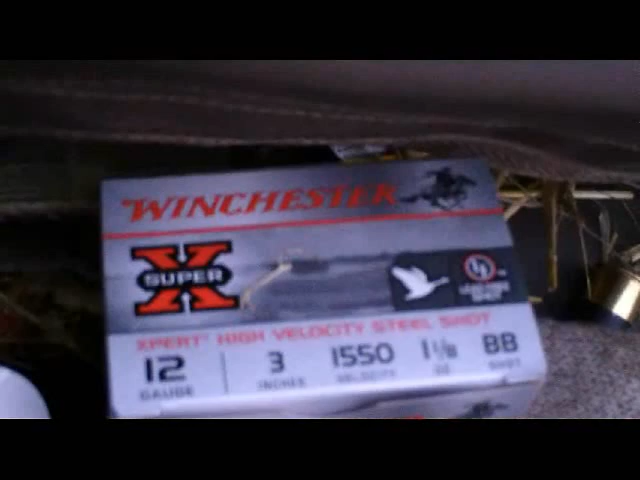 WINCHESTER
X
SUPER
XPERT HIGH VELOCITY STEEL SHOT
12 3 1550 1 1/8 BB
GAUGE INCHES VELOCITY OZ SHOT